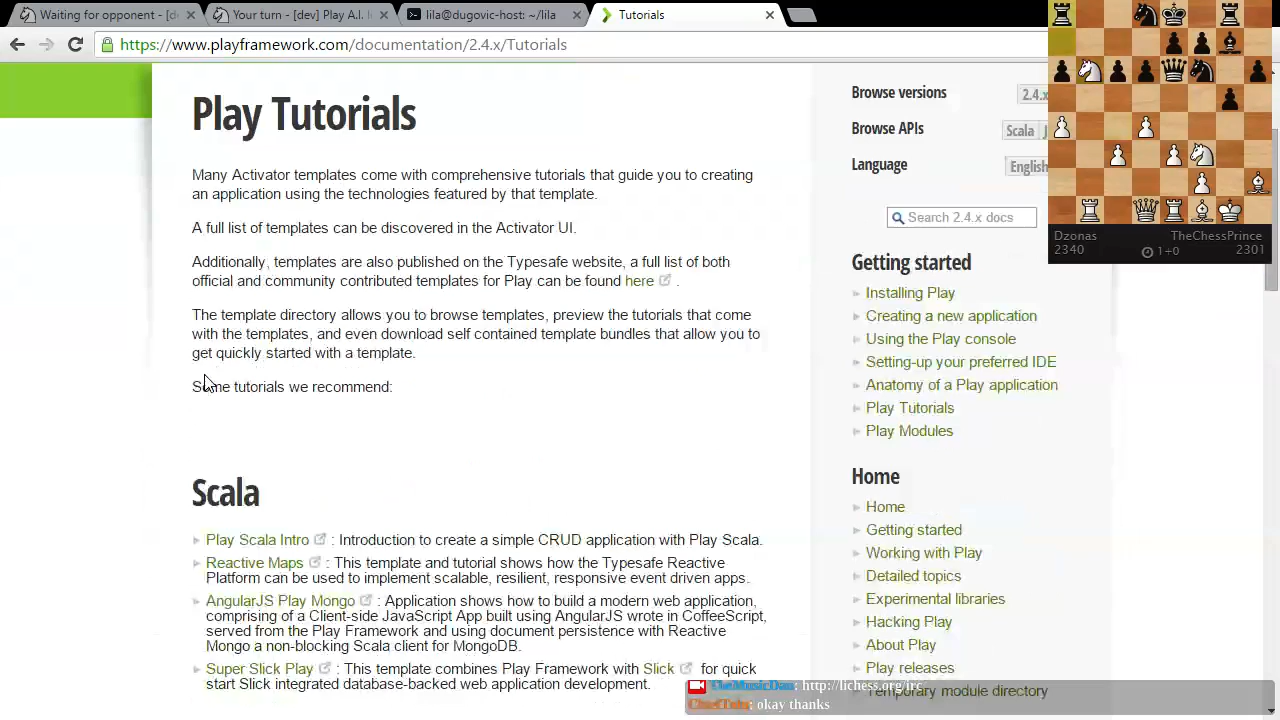 Waiting for opponent - [d
Your turn - [dev] Play A.I. l
lila@dugovic-host: ~/lila
Tutorials
https://www.playframework.com/documentation/2.4.x/Tutorials
Play Tutorials
Many Activator templates come with comprehensive tutorials that guide you to creating
an application using the technologies featured by that template.
A full list of templates can be discovered in the Activator UI.
Additionally, templates are also published on the Typesafe website, a full list of both
official and community contributed templates for Play can be found here .
The template directory allows you to browse templates, preview the tutorials that come
with the templates, and even download self contained template bundles that allow you to
get quickly started with a template.
Some tutorials we recommend:
Scala
Play Scala Intro : Introduction to create a simple CRUD application with Play Scala.
Reactive Maps : This template and tutorial shows how the Typesafe Reactive
Platform can be used to implement scalable, resilient, responsive event driven apps.
AngularJS Play Mongo : Application shows how to build a modern web application,
comprising of a Client-side JavaScript App built using AngularJS wrote in CoffeeScript,
served from the Play Framework and using document persistence with Reactive
Mongo a non-blocking Scala client for MongoDB.
Super Slick Play : This template combines Play Framework with Slick for quick
start Slick integrated database-backed web application development.
Browse versions 2.4.x
Browse APIs Scala J
Language English
Search 2.4.x docs
Getting started
Installing Play
Creating a new application
Using the Play console
Setting-up your preferred IDE
Anatomy of a Play application
Play Tutorials
Play Modules
Home
Home
Getting started
Working with Play
Detailed topics
Experimental libraries
Hacking Play
About Play
Play releases
Temporary module directory
Dzonas TheChessPrince
2340 1+0 2301
TheMusicDan: http://lichess.org/irc
ChiefTuba: okay thanks